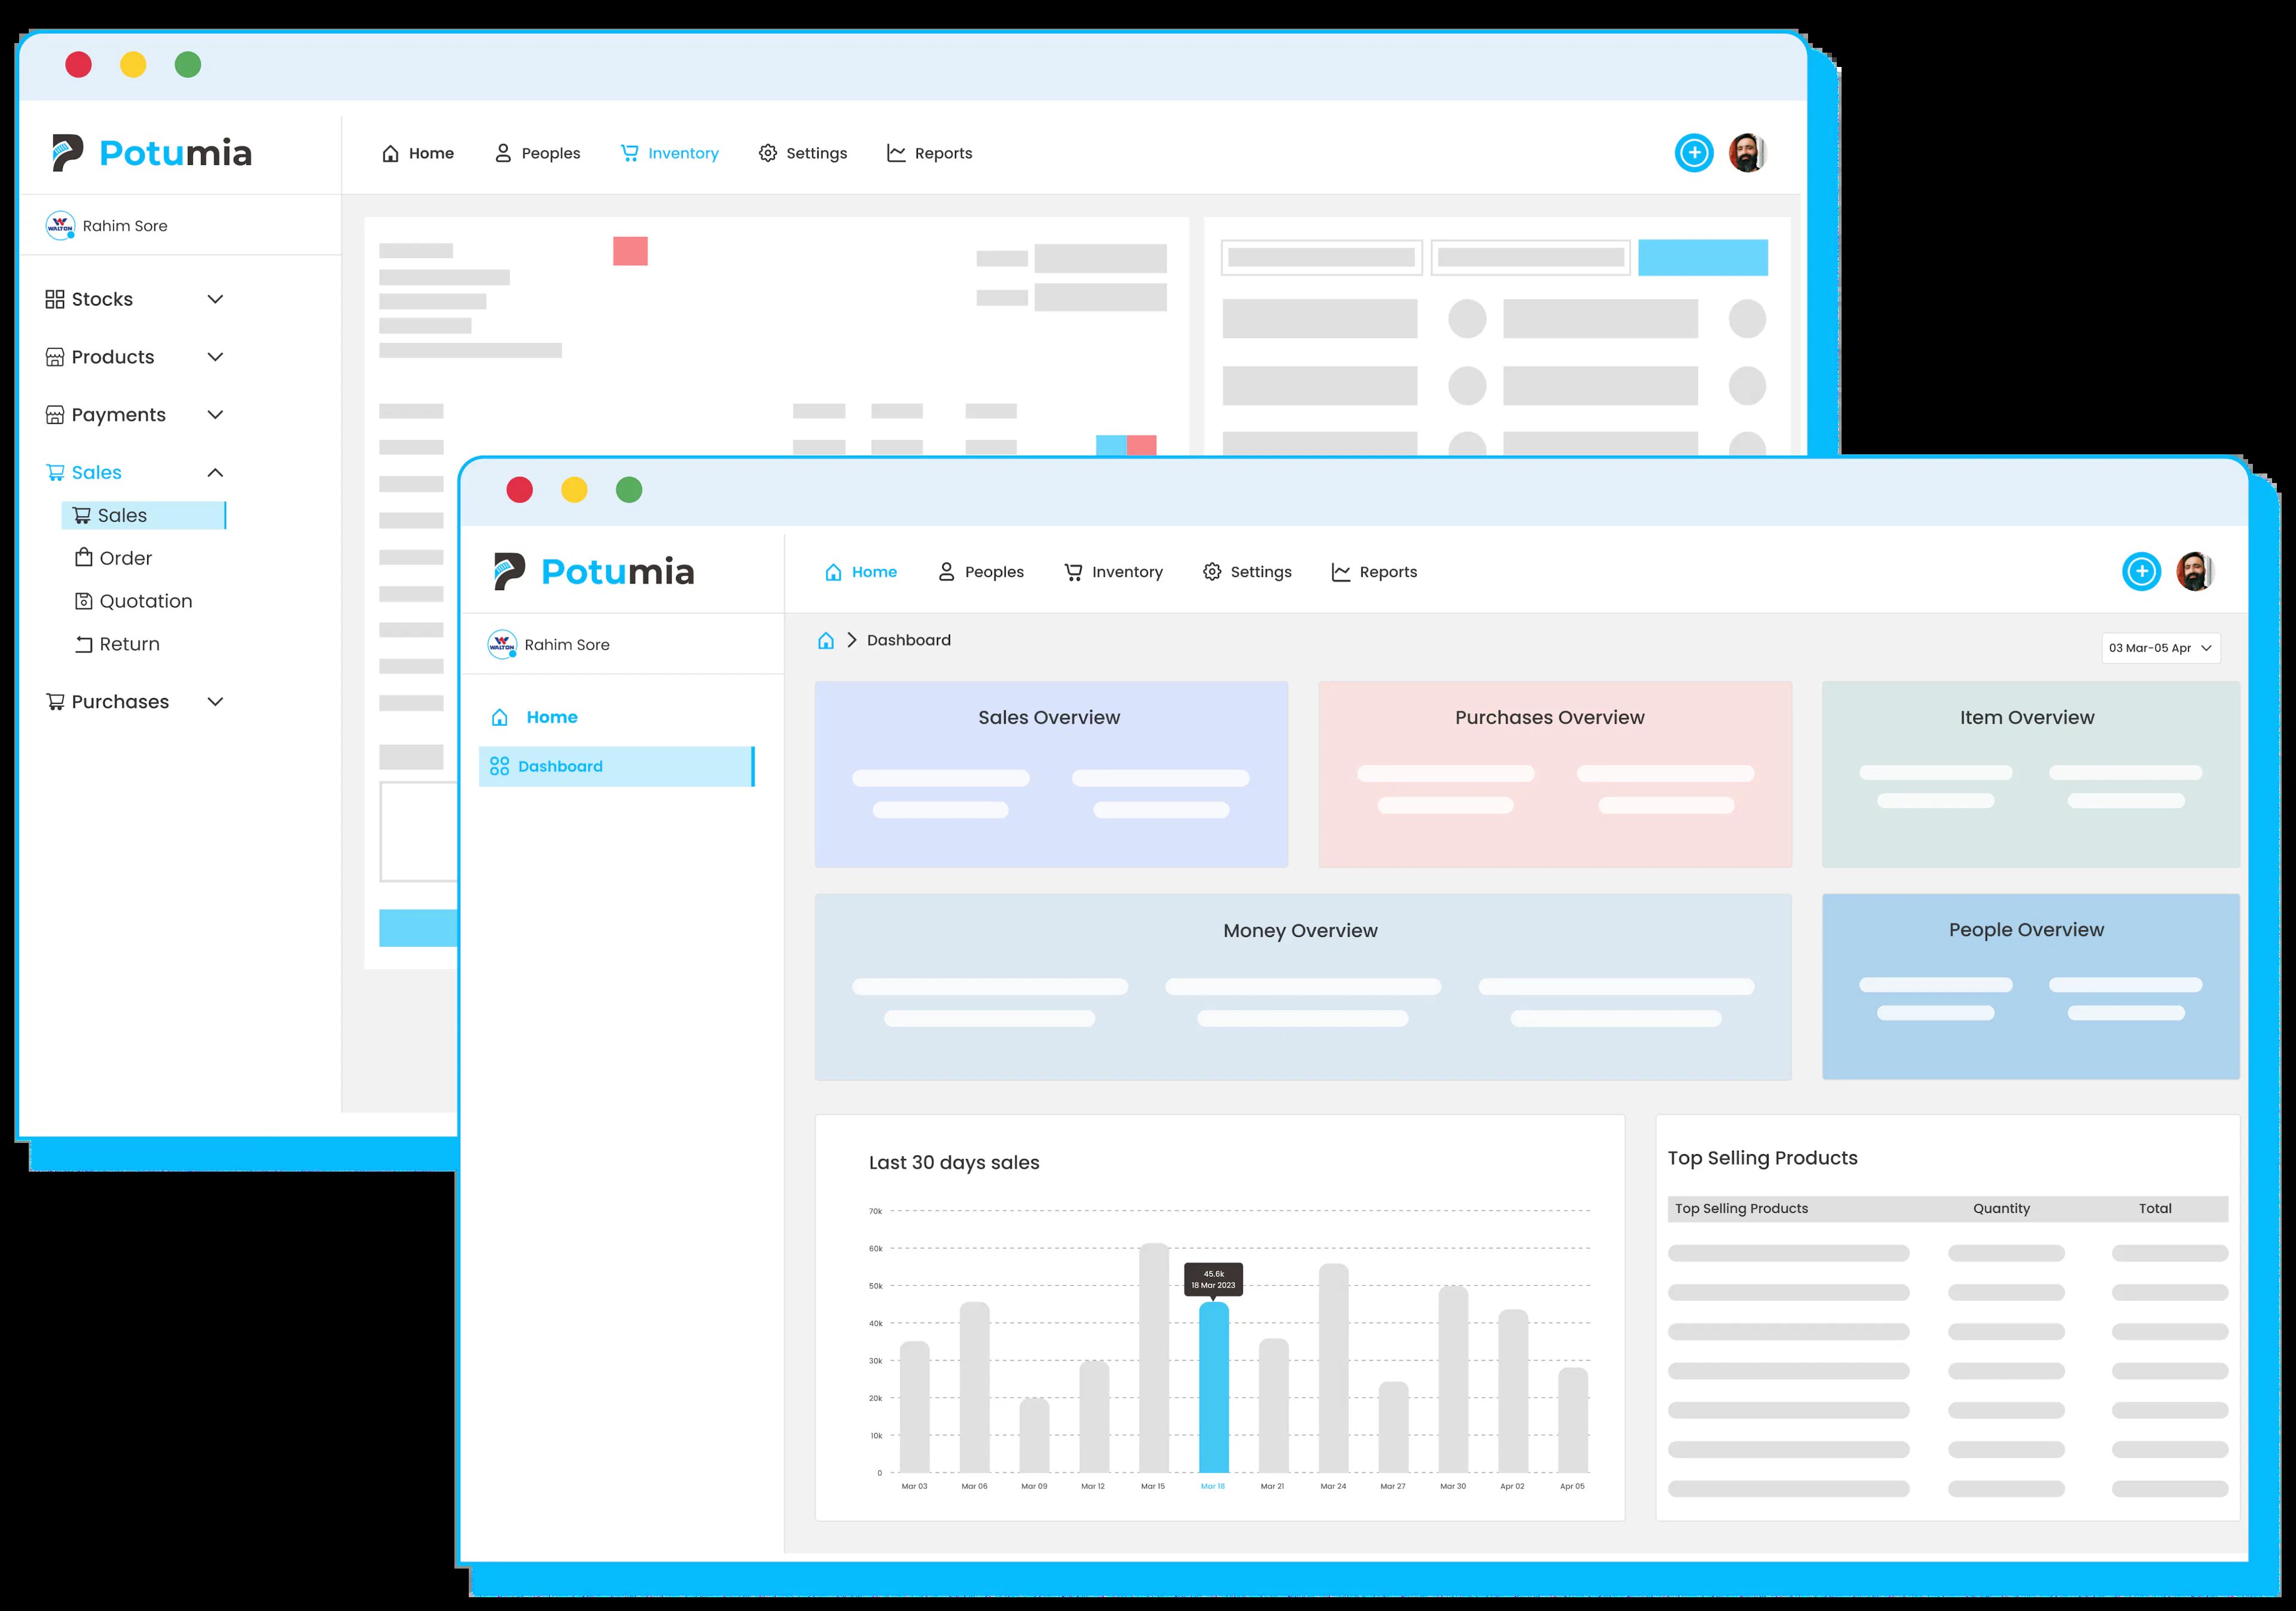 Potumia
Home Peoples Inventory Settings Reports
WALTON Rahim Sore
Stocks
Products
Payments
Sales
Sales
Order
Quotation
Return
Purchases
Potumia
Home Peoples Inventory Settings Reports
WALTON Rahim Sore
Dashboard
03 Mar-05 Apr
Home
Dashboard
Sales Overview Purchases Overview Item Overview
Money Overview People Overview
Last 30 days sales
70k
60k
50k
40k
30k
20k
10k
0
45.6k
18 Mar 2023
Mar 03 Mar 06 Mar 09 Mar 12 Mar 15 Mar 18 Mar 21 Mar 24 Mar 27 Mar 30 Apr 02 Apr 05
Top Selling Products
Top Selling Products Quantity Total